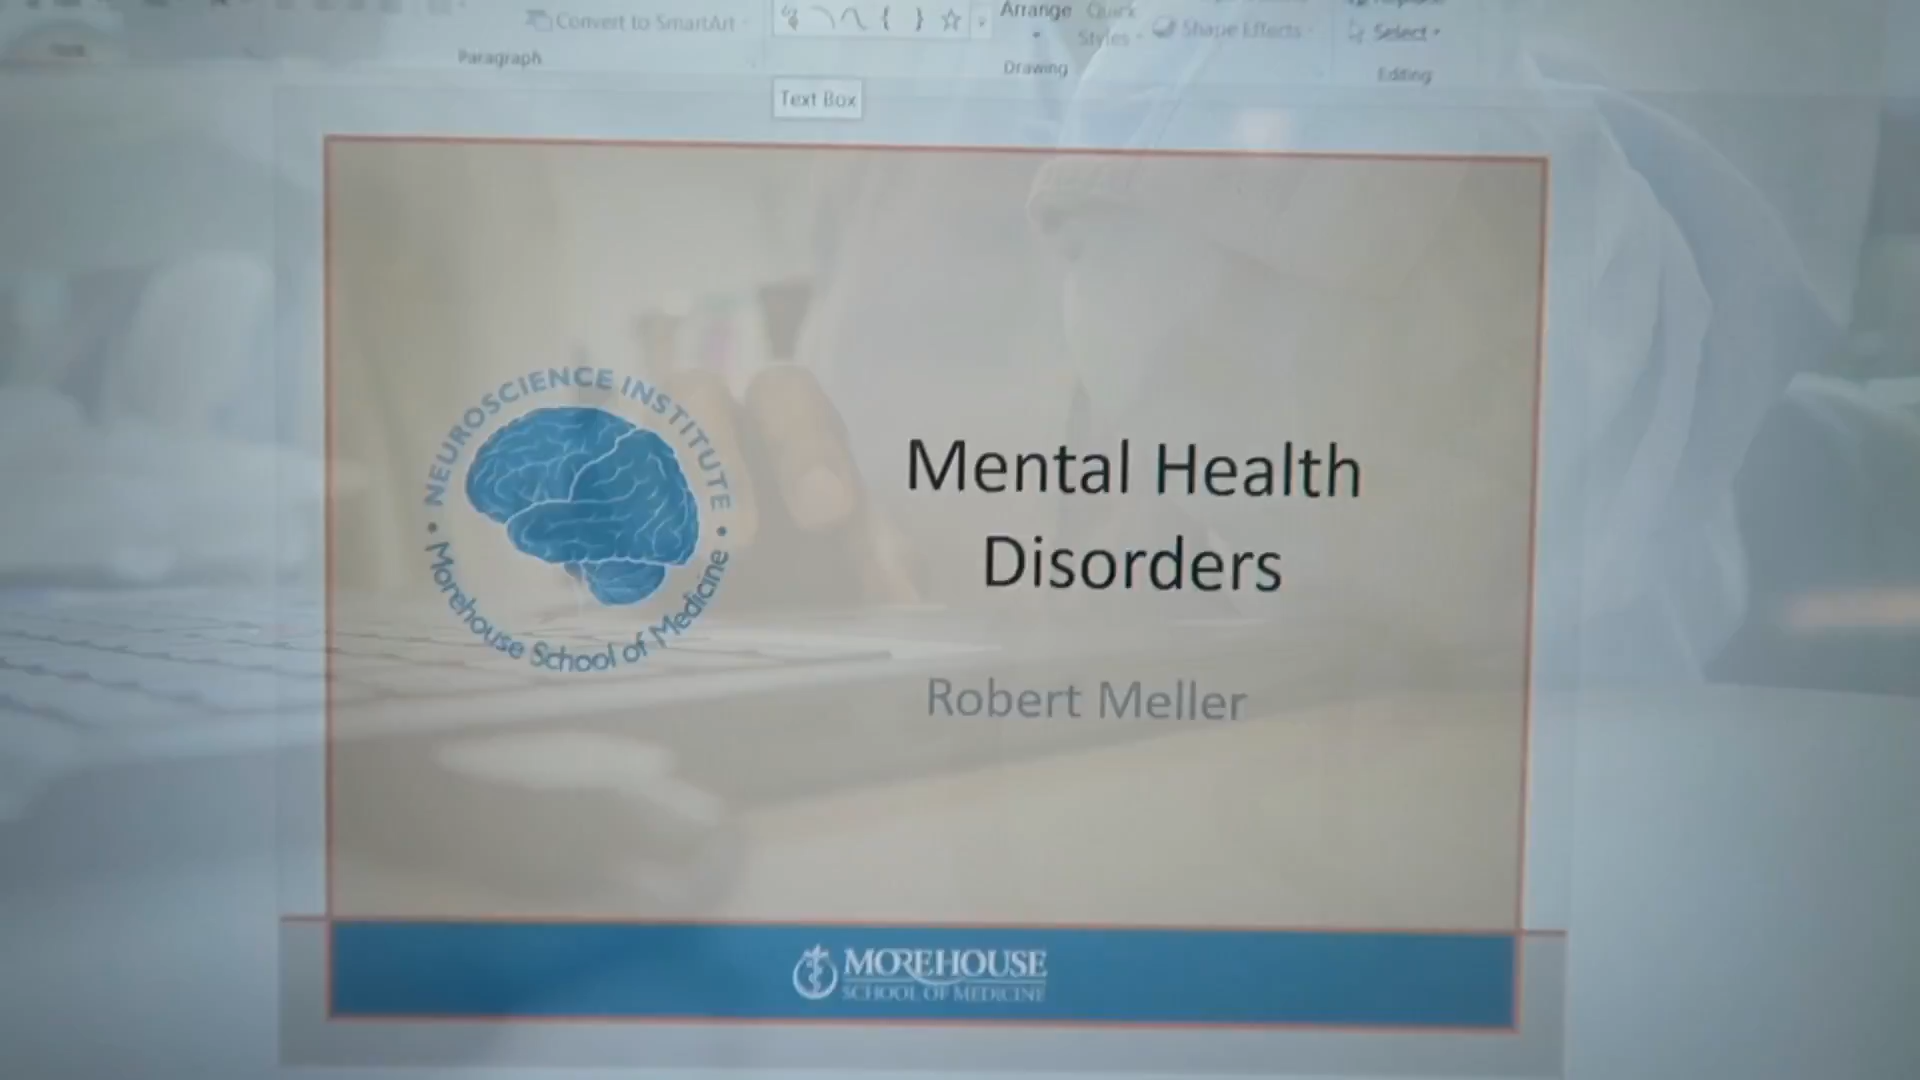 Convert to SmartArt
Paragraph
Arrange
Quick
Styles
Shape Effects
Select
Drawing
Editing
Text Box
NEUROSCIENCE INSTITUTE
Morehouse School of Medicine
Mental Health
Disorders
Robert Meller
MOREHOUSE
SCHOOL OF MEDICINE